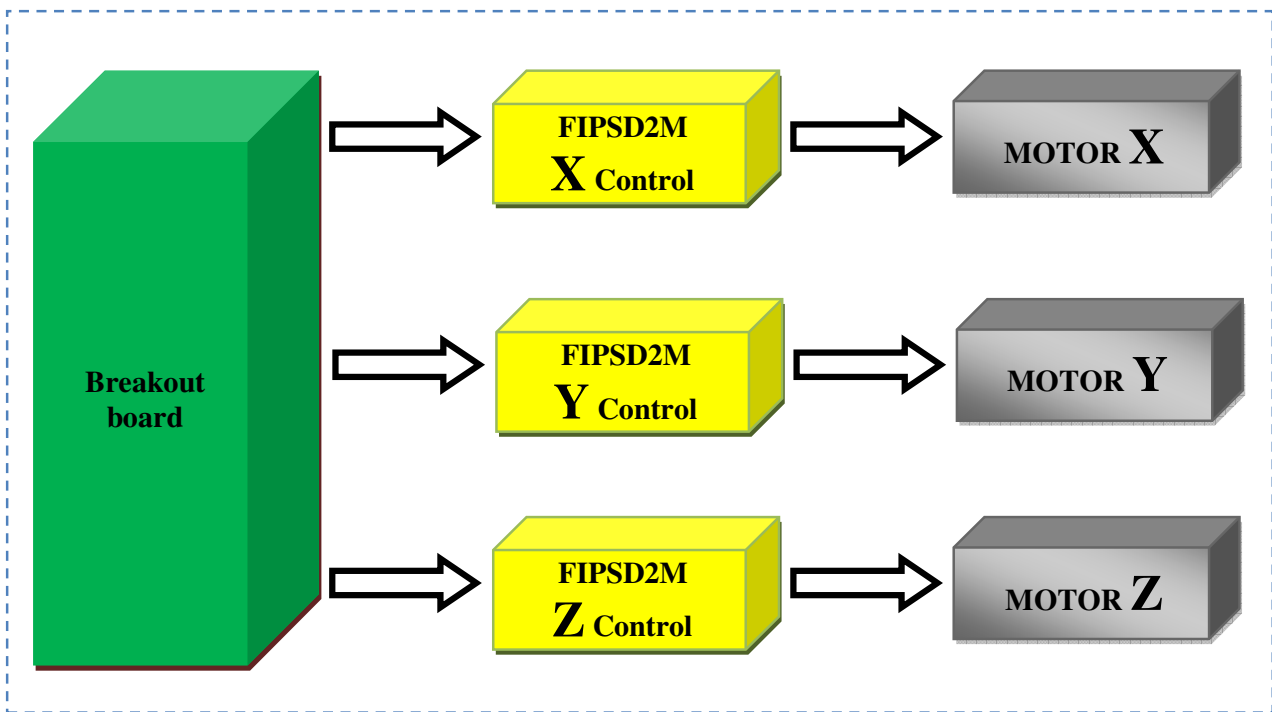 Breakout
board
FIPSD2M
X Control
MOTOR X
FIPSD2M
Y Control
MOTOR Y
FIPSD2M
Z Control
MOTOR Z